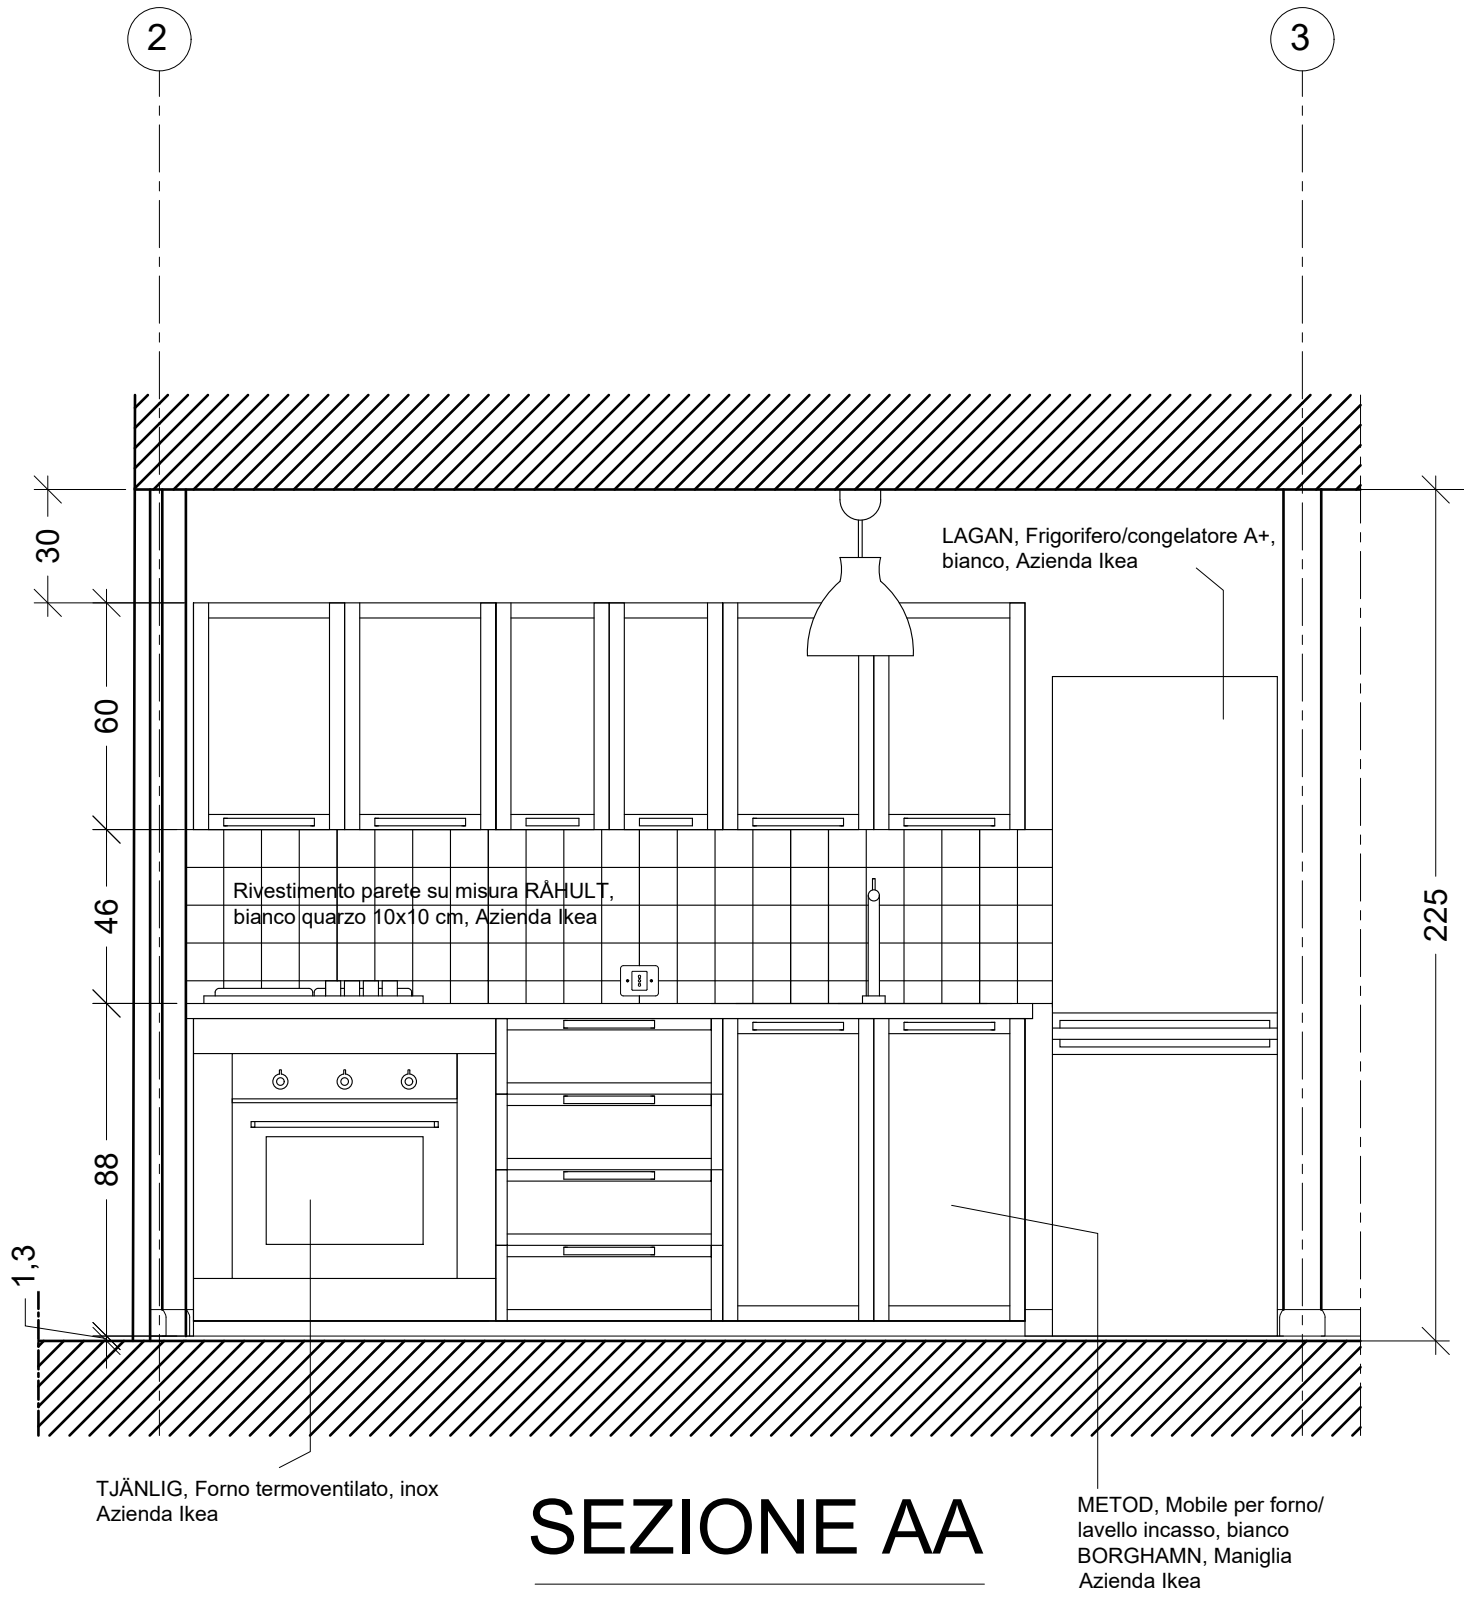 2
3
LAGAN, Frigorifero/congelatore A+,
bianco, Azienda Ikea
30
60
Rivestimento parete su misura RÅHULT,
bianco quarzo 10x10 cm, Azienda Ikea
46
225
88
1,3
TJÄNLIG, Forno termoventilato, inox
Azienda Ikea
SEZIONE AA
METOD, Mobile per forno/
lavello incasso, bianco
BORGHAMN, Maniglia
Azienda Ikea